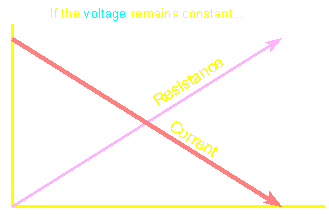 If the voltage remains constant...
Resistance
Current